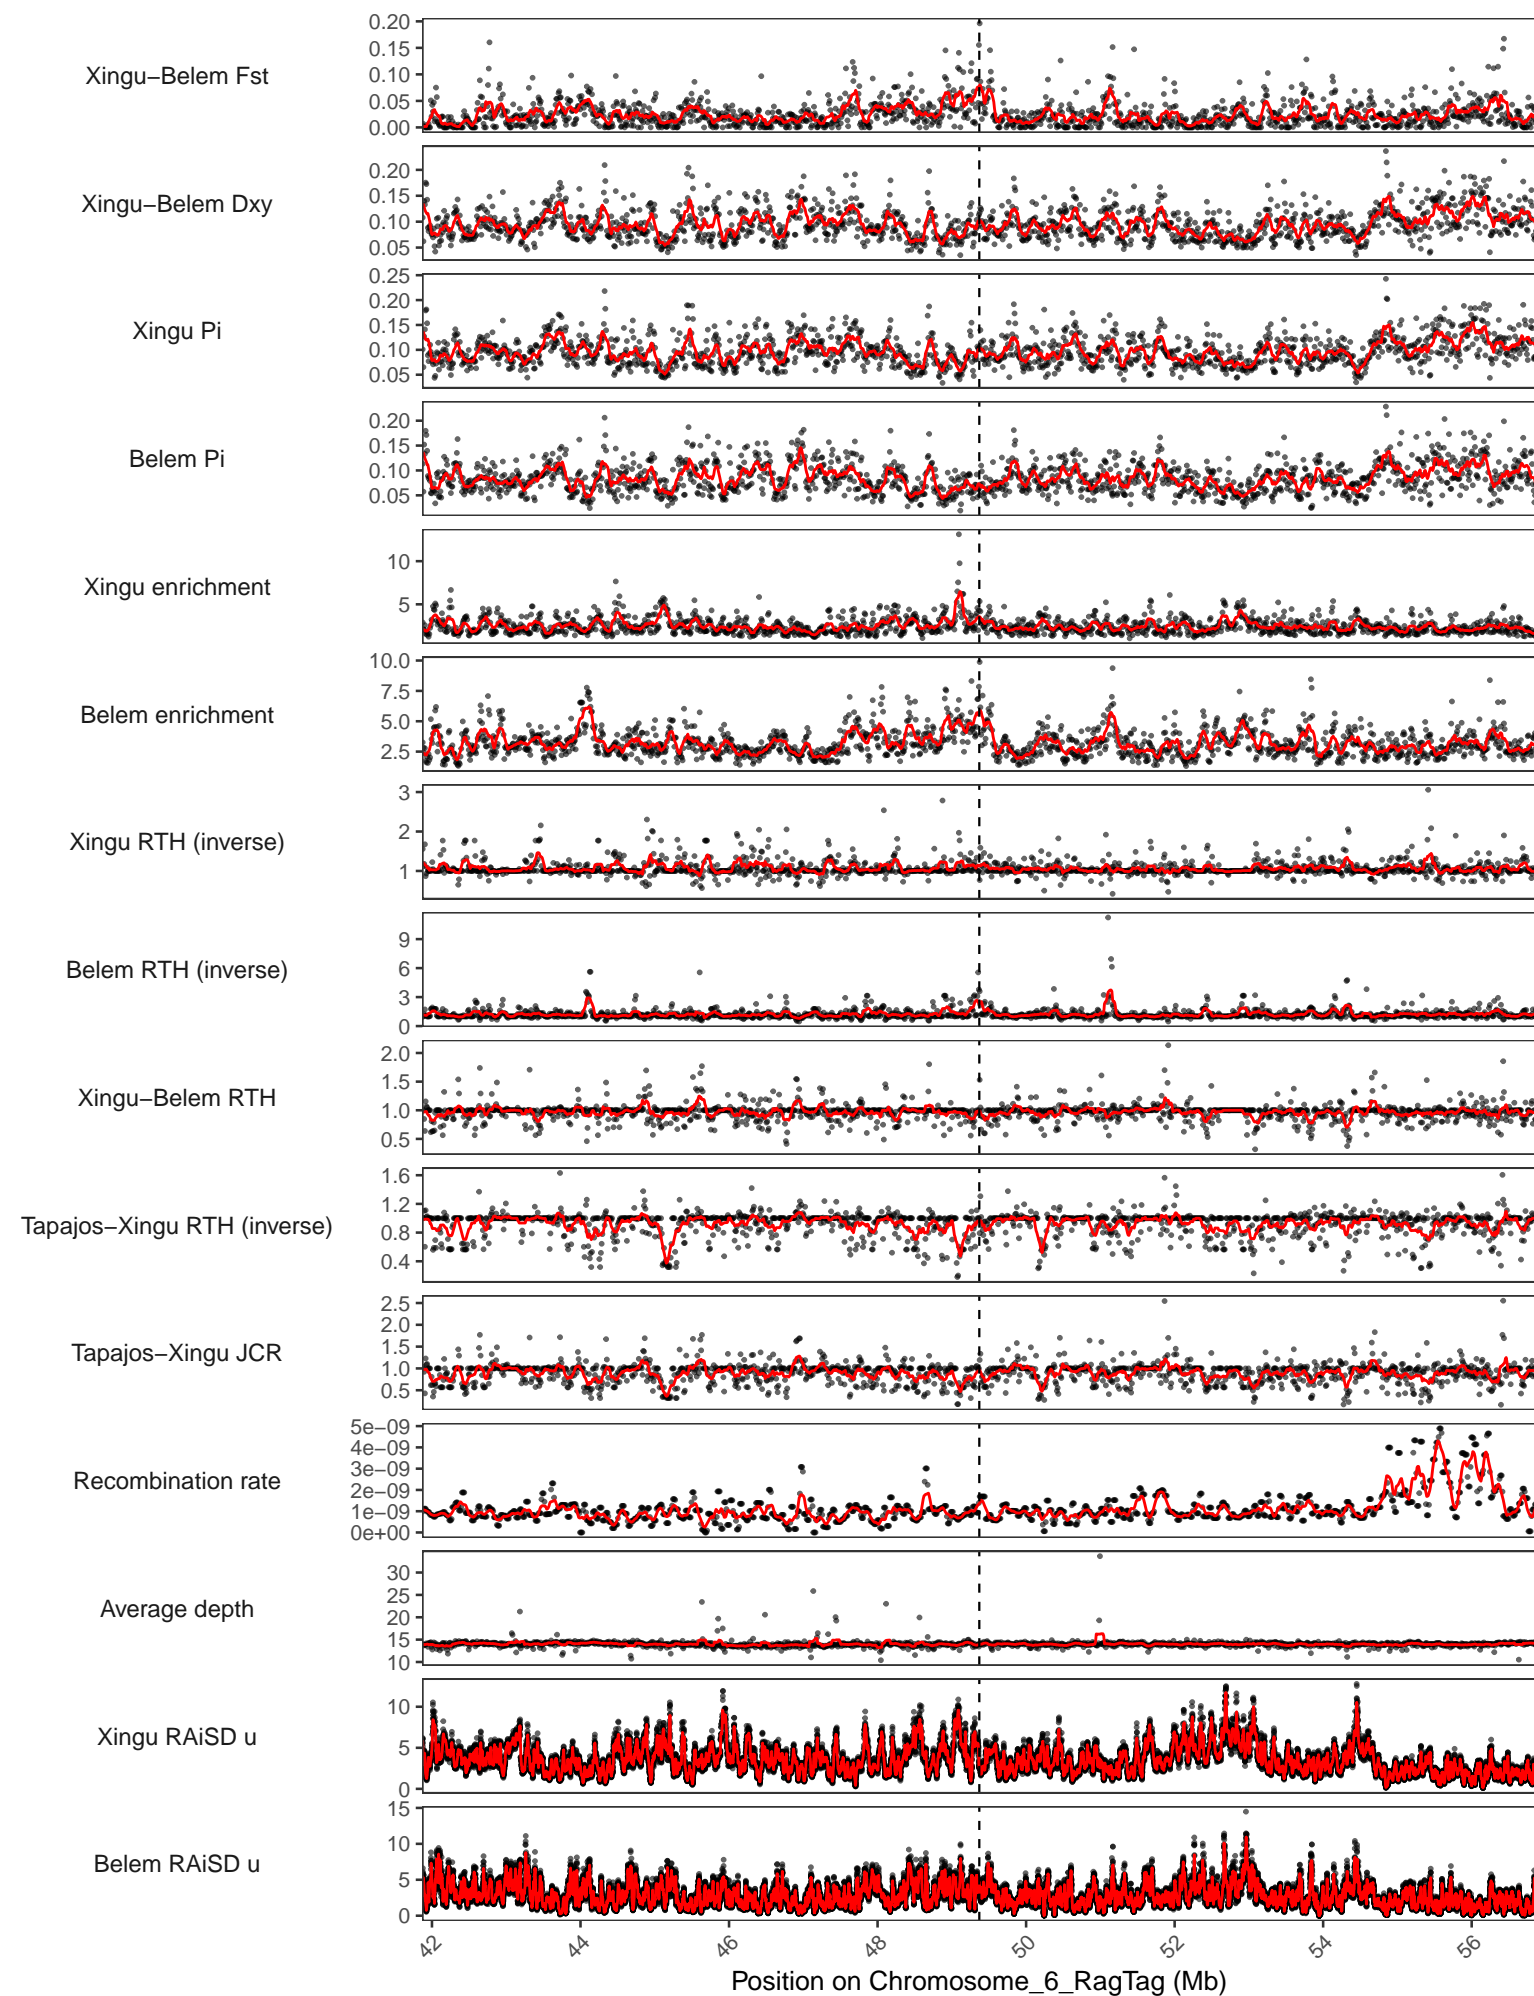 Xingu−Belem Fst
0.20
0.15
0.10
0.05
0.00
Xingu−Belem Dxy
0.20
0.15
0.10
0.05
Xingu Pi
0.25
0.20
0.15
0.10
0.05
Belem Pi
0.20
0.15
0.10
0.05
Xingu enrichment
10
5
Belem enrichment
10.0
7.5
5.0
2.5
Xingu RTH (inverse)
3
2
1
Belem RTH (inverse)
9
6
3
0
Xingu−Belem RTH
2.0
1.5
1.0
0.5
Tapajos−Xingu RTH (inverse)
1.6
1.2
0.8
0.4
Tapajos−Xingu JCR
2.5
2.0
1.5
1.0
0.5
Recombination rate
5e−09
4e−09
3e−09
2e−09
1e−09
0e+00
Average depth
30
25
20
15
10
Xingu RAiSD u
10
5
0
Belem RAiSD u
15
10
5
0
42 44 46 48 50 52 54 56
Position on Chromosome_6_RagTag (Mb)